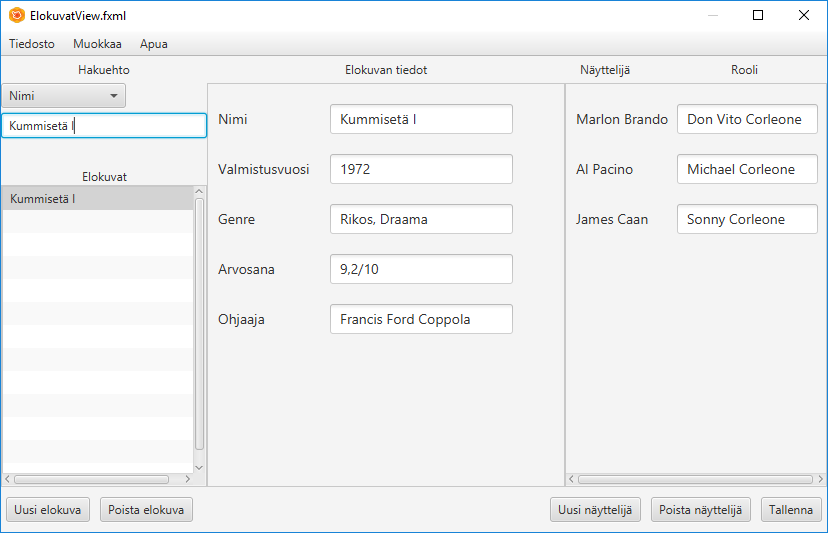 ElokuvatView.fxml
Tiedosto Muokkaa Apua
Hakuehto
Nimi
Kummisetä I
Elokuvat
Kummisetä I
Elokuvan tiedot
Nimi Kummisetä I
Valmistusvuosi 1972
Genre Rikos, Draama
Arvosana 9,2/10
Ohjaaja Francis Ford Coppola
Näyttelijä Rooli
Marlon Brando Don Vito Corleone
Al Pacino Michael Corleone
James Caan Sonny Corleone
Uusi elokuva Poista elokuva Uusi näyttelijä Poista näyttelijä Tallenna